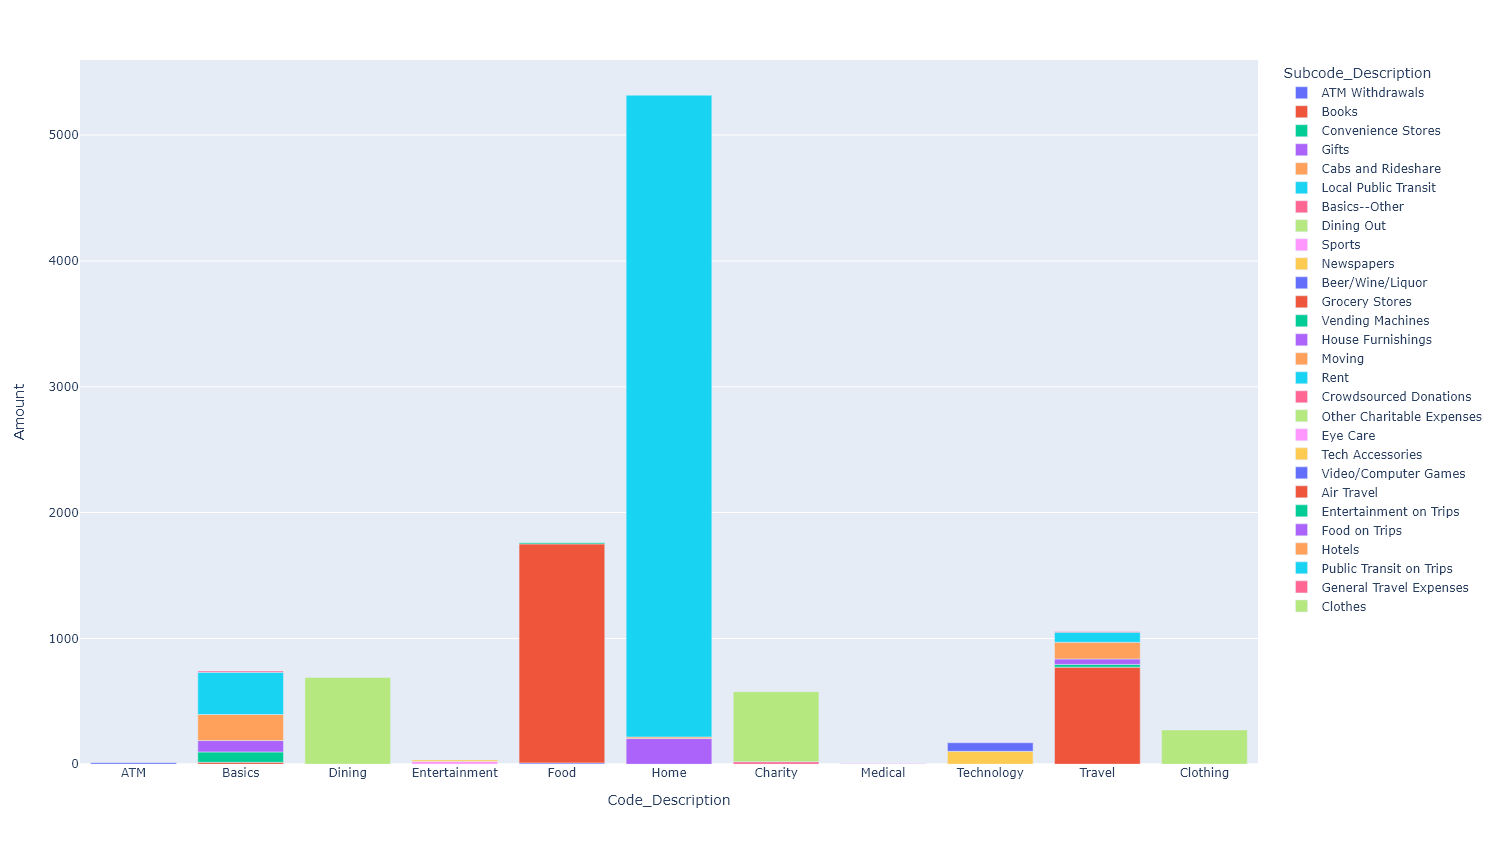 Subcode_Description
ATM Withdrawals
Books
Convenience Stores
Gifts
Cabs and Rideshare
Local Public Transit
Basics--Other
Dining Out
Sports
Newspapers
Beer/Wine/Liquor
Grocery Stores
Vending Machines
House Furnishings
Moving
Rent
Crowdsourced Donations
Other Charitable Expenses
Eye Care
Tech Accessories
Video/Computer Games
Air Travel
Entertainment on Trips
Food on Trips
Hotels
Public Transit on Trips
General Travel Expenses
Clothes
5000
4000
3000
2000
1000
0
Amount
ATM Basics Dining Entertainment Food Home Charity Medical Technology Travel Clothing
Code_Description